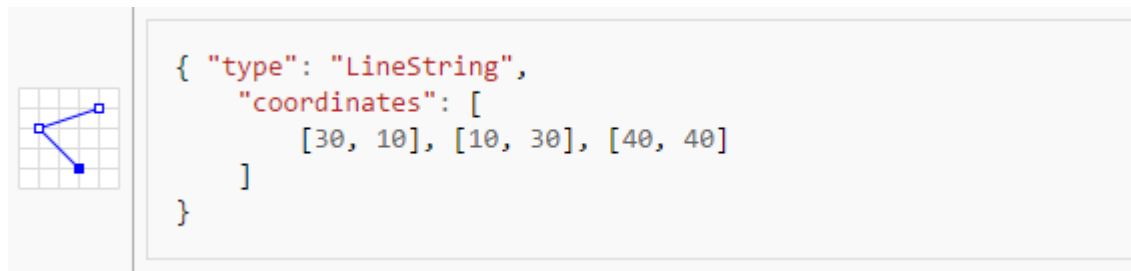 { "type": "LineString",
    "coordinates": [
        [30, 10], [10, 30], [40, 40]
    ]
}